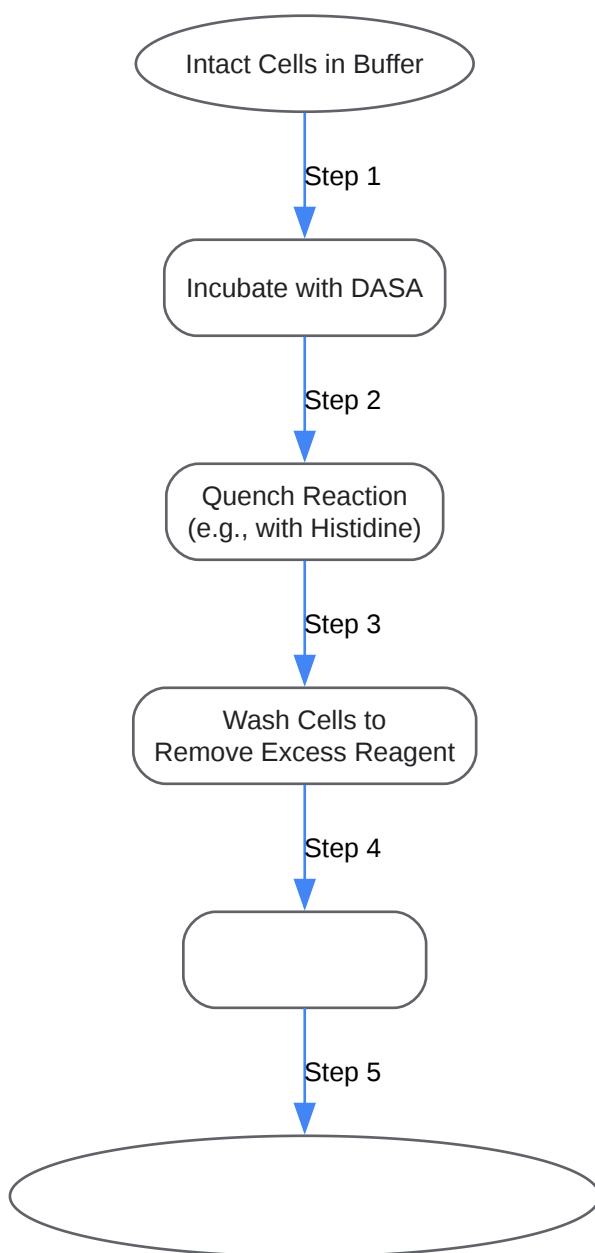 Intact Cells in Buffer
Step 1
Incubate with DASA
Step 2
Quench Reaction
(e.g., with Histidine)
Step 3
Wash Cells to
Remove Excess Reagent
Step 4
Step 5